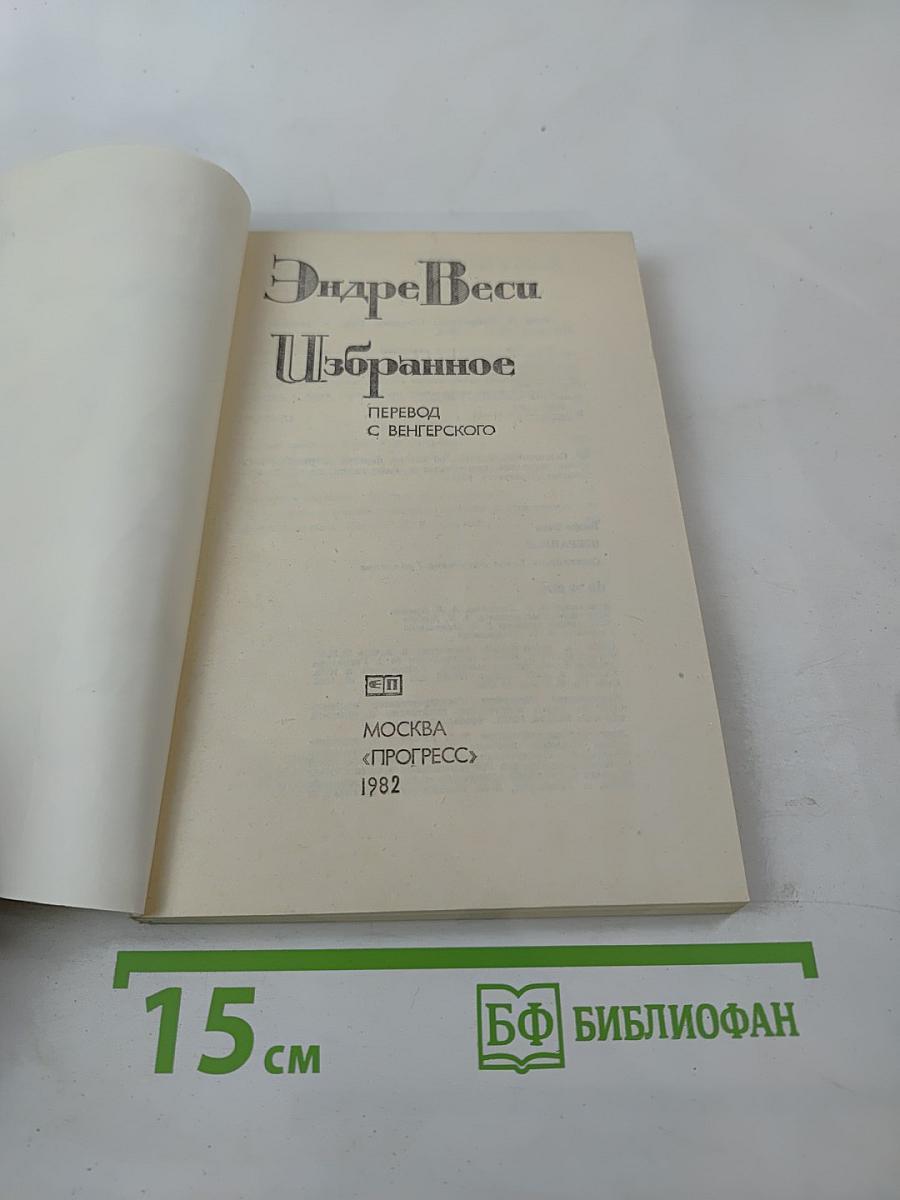 Эндре Веси
Избранное
ПЕРЕВОД
С ВЕНГЕРСКОГО
МОСКВА
«ПРОГРЕСС»
1982
15 см
БФ БИБЛИОФАН